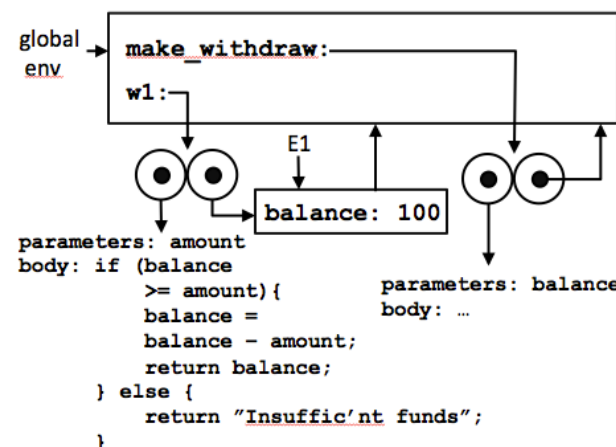 global
env
make_withdraw:
w1:
E1
balance: 100
parameters: amount
body: if (balance
>= amount){
balance =
balance – amount;
return balance;
} else {
return ”Insuffic’nt funds”;
}
parameters: balance
body: …